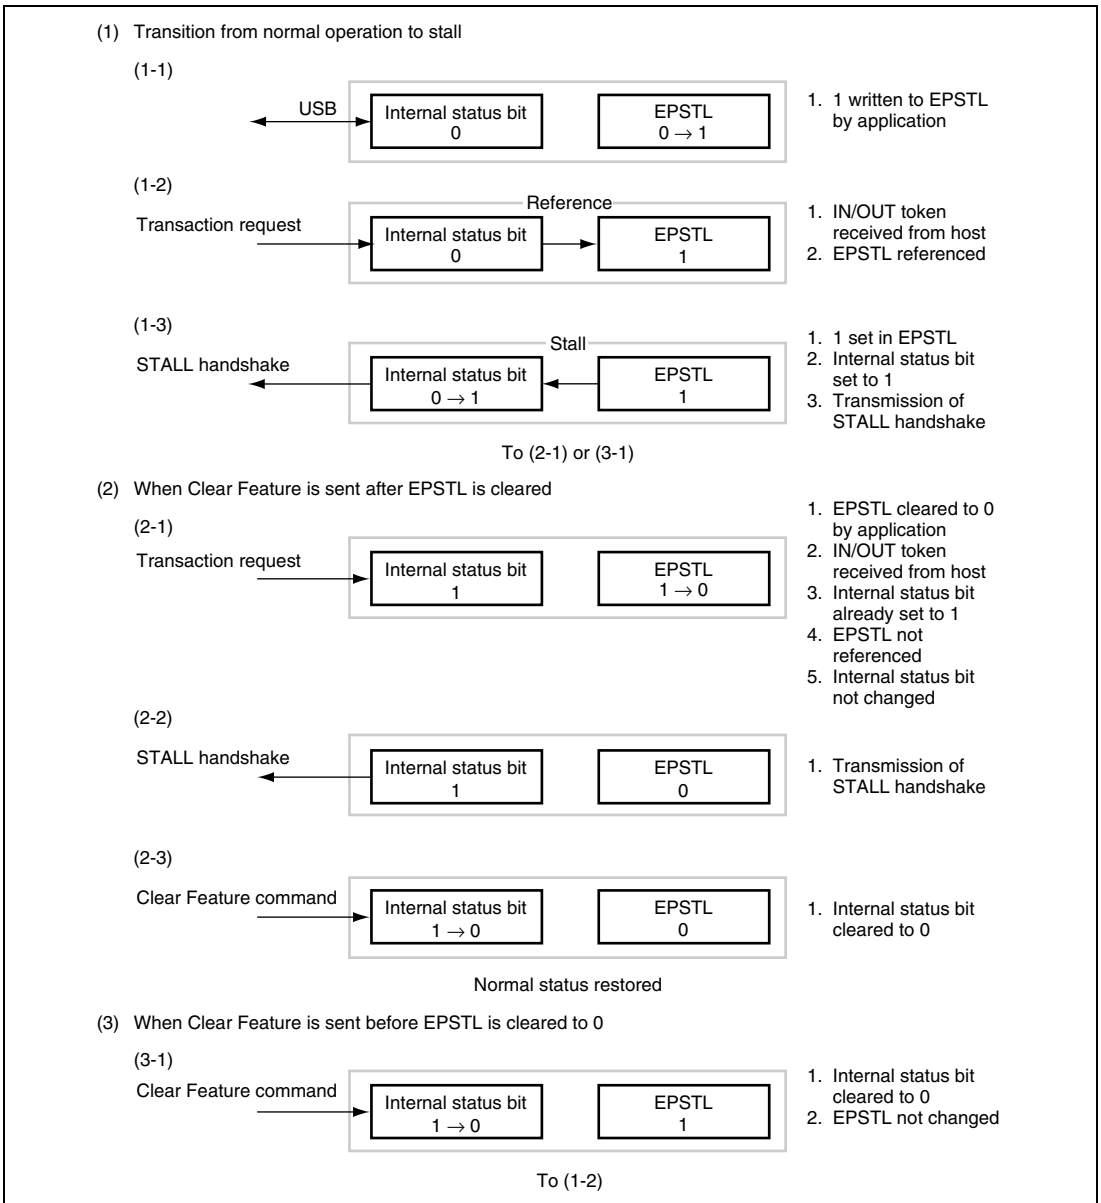 (1) Transition from normal operation to stall
(1-1)
USB
Internal status bit
0
EPSTL
0 → 1
1. 1 written to EPSTL
by application
(1-2)
Transaction request
Reference
Internal status bit
0
EPSTL
1
1. IN/OUT token
received from host
2. EPSTL referenced
(1-3)
STALL handshake
Stall
Internal status bit
0 → 1
EPSTL
1
1. 1 set in EPSTL
2. Internal status bit
set to 1
3. Transmission of
STALL handshake
To (2-1) or (3-1)
(2) When Clear Feature is sent after EPSTL is cleared
(2-1)
Transaction request
Internal status bit
1
EPSTL
1 → 0
1. EPSTL cleared to 0
by application
2. IN/OUT token
received from host
3. Internal status bit
already set to 1
4. EPSTL not
referenced
5. Internal status bit
not changed
(2-2)
STALL handshake
Internal status bit
1
EPSTL
0
1. Transmission of
STALL handshake
(2-3)
Clear Feature command
Internal status bit
1 → 0
EPSTL
0
1. Internal status bit
cleared to 0
Normal status restored
(3) When Clear Feature is sent before EPSTL is cleared to 0
(3-1)
Clear Feature command
Internal status bit
1 → 0
EPSTL
1
1. Internal status bit
cleared to 0
2. EPSTL not changed
To (1-2)